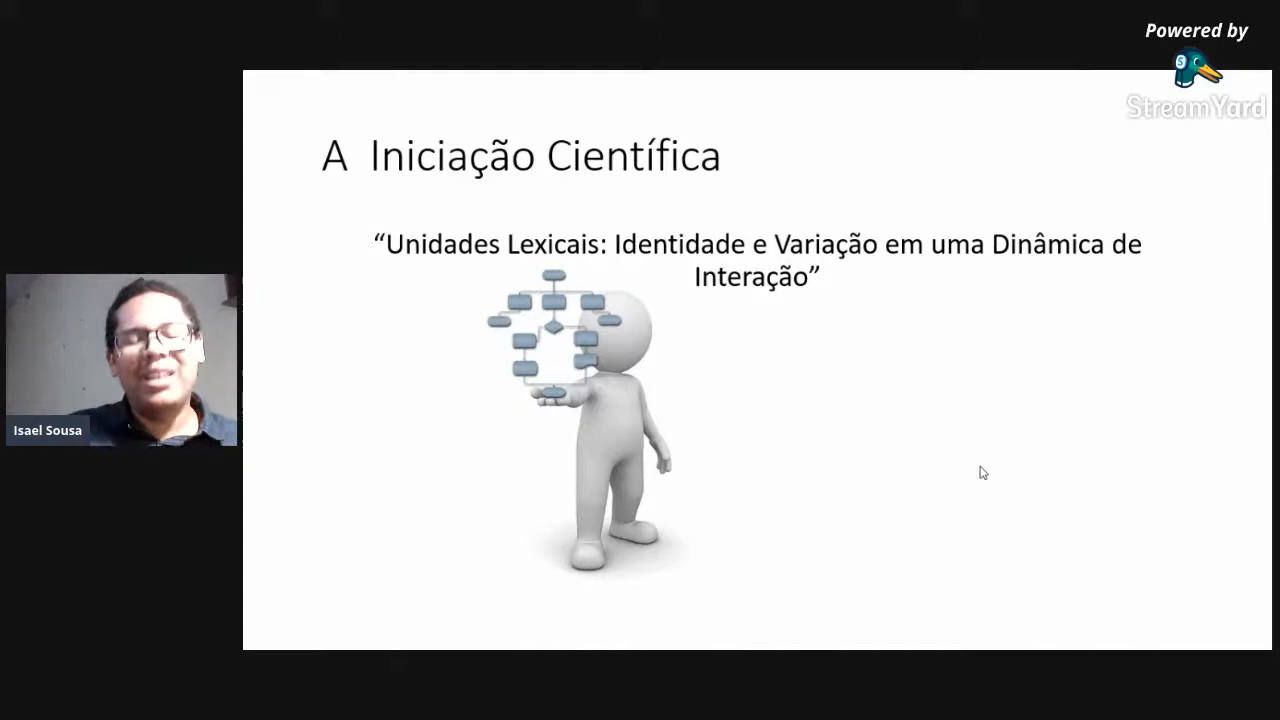 Powered by
S
StreamYard
A Iniciação Científica
“Unidades Lexicais: Identidade e Variação em uma Dinâmica de
Interação”
Isael Sousa